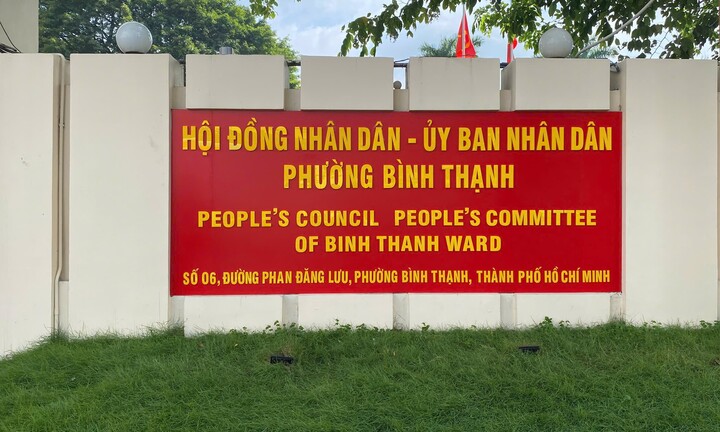 HỘI ĐỒNG NHÂN DÂN - ỦY BAN NHÂN DÂN
PHƯỜNG BÌNH THẠNH
PEOPLE'S COUNCIL PEOPLE'S COMMITTEE
OF BINH THANH WARD
SỐ 06, ĐƯỜNG PHAN ĐĂNG LƯU, PHƯỜNG BÌNH THẠNH, THÀNH PHỐ HỒ CHÍ MINH